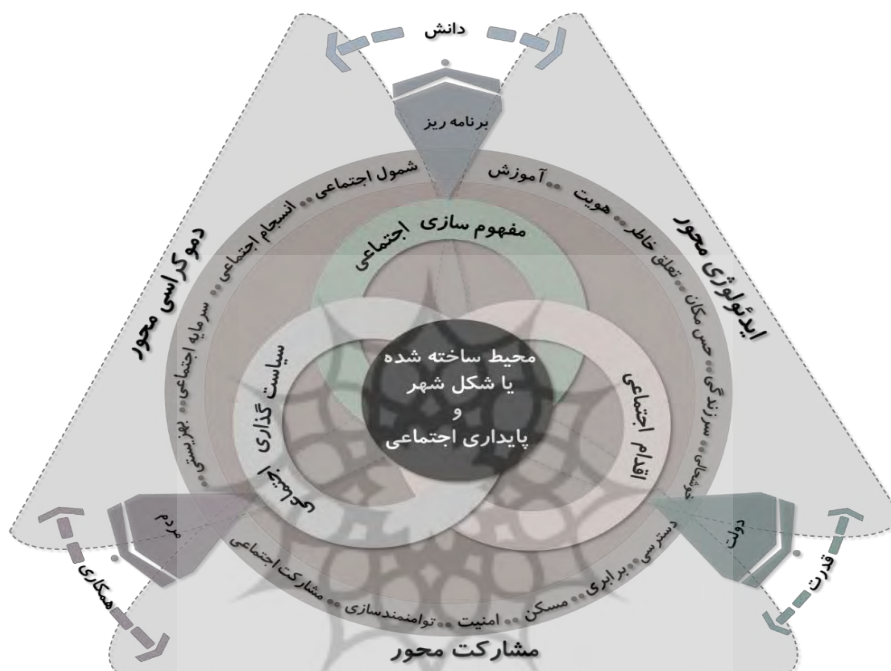 دانش
برنامه ریز
شمول اجتماعی
انسجام اجتماعی
سرمایه اجتماعی
بهزیستی
آموزش
هویت
تعلق خاطر
حس مکان
سرزندگی
خوشحالی
دسترسی
برابری
مسکن
امنیت
توانمندسازی
مشارکت اجتماعی
دموکراسی محور
ایدئولوژی محور
مفهوم سازی اجتماعی
سیاست گذاری اجتماعی
اقدام اجتماعی
محیط ساخته شده
یا شکل شهر
و
پایداری اجتماعی
مردم
دولت
همکاری
قدرت
مشارکت محور